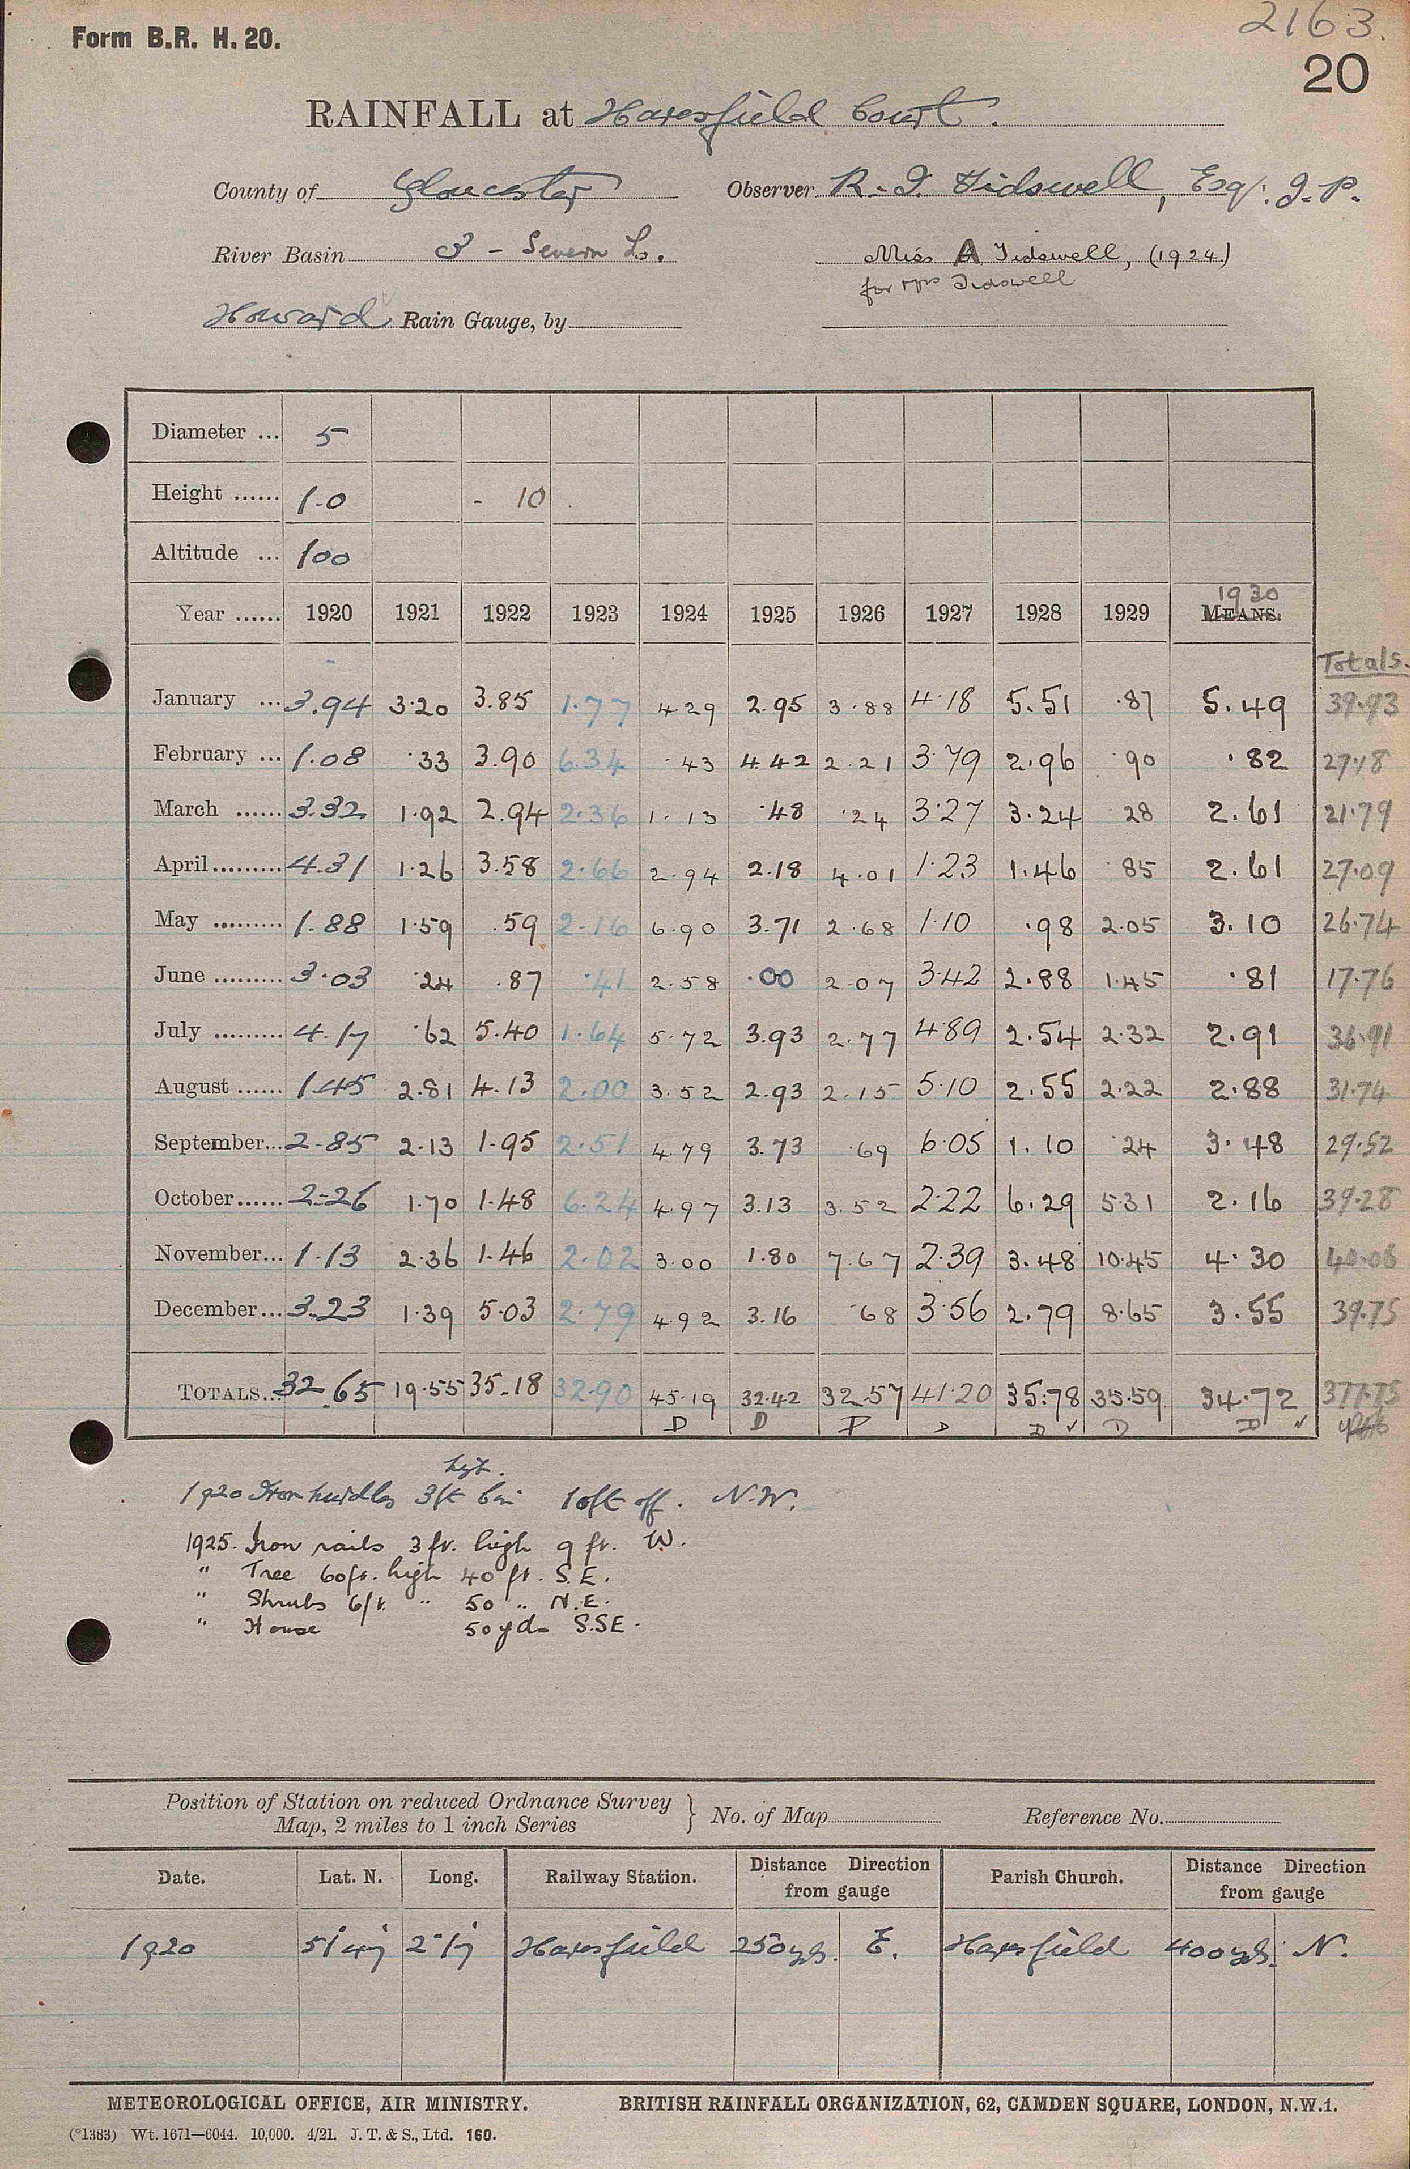 2163.
Form B.R. H. 20.
20
RAINFALL at Haresfield Court.
County of Gloucester Observer R. I. Tidswell, Esq., J.P.
River Basin 3 - Severn L. Miss A Tidswell, (1924)
for Mrs Tidswell
Howard Rain Gauge, by
Diameter ... 5
Height ...... 1.0 - 10
Altitude ... 100
1930
Year ...... 1920 1921 1922 1923 1924 1925 1926 1927 1928 1929 MEANS.
Totals.
January ... 3.94 3.20 3.85 1.77 4.29 2.95 3.88 4.18 5.51 .87 5.49 39.93
February ... 1.08 .33 3.90 6.34 .43 4.42 2.21 3.79 2.96 .90 .82 27.18
March ...... 3.32 1.92 2.94 2.36 1.13 .48 .24 3.27 3.24 .28 2.61 21.79
April ......... 4.31 1.26 3.58 2.66 2.94 2.18 4.01 1.23 1.46 .85 2.61 27.09
May ......... 1.88 1.59 .59 2.16 6.90 3.71 2.68 1.10 .98 2.05 3.10 26.74
June ......... 3.03 .24 .87 .41 2.58 .00 2.07 3.42 2.88 1.45 .81 17.76
July ......... 4.17 .62 5.40 1.64 5.72 3.93 2.77 4.89 2.54 2.32 2.91 36.91
August ...... 1.45 2.81 4.13 2.00 3.52 2.93 2.15 5.10 2.55 2.22 2.88 31.74
September... 2.85 2.13 1.95 2.51 4.79 3.73 .69 6.05 1.10 .24 3.48 29.52
October ...... 2.26 1.70 1.48 6.24 4.97 3.13 3.52 2.22 6.29 5.31 2.16 39.28
November... 1.13 2.36 1.46 2.02 3.00 1.80 7.67 2.39 3.48 10.45 4.30 40.06
December ... 3.23 1.39 5.03 2.79 4.92 3.16 .68 3.56 2.79 8.65 3.55 39.75
TOTALS... 32.65 19.55 35.18 32.90 45.19 32.42 32.57 41.20 35.78 35.59 34.72 377.75
D D D D D ✓ D D ✓
hgh.
1920 Iron hurdles 3ft 6in 10ft off. N.W.
1925. Iron rails 3 ft. high 9 ft. W.
" Tree 60ft. high 40 ft. S.E.
" Shrubs 6ft. " 50 " N.E.
" House 50 yds S.SE.
Position of Station on reduced Ordnance Survey
Map, 2 miles to 1 inch Series } No. of Map Reference No.
Date. Lat. N. Long. Railway Station. Distance Direction from gauge Parish Church. Distance Direction from gauge
1920 51 47 2 17 Haresfield 250yds. E. Haresfield 400yds. N.
METEOROLOGICAL OFFICE, AIR MINISTRY. BRITISH RAINFALL ORGANIZATION, 62, CAMDEN SQUARE, LONDON, N.W.1.
(*1383) Wt. 1671—6044. 10,000. 4/21. J. T. & S., Ltd. 160.